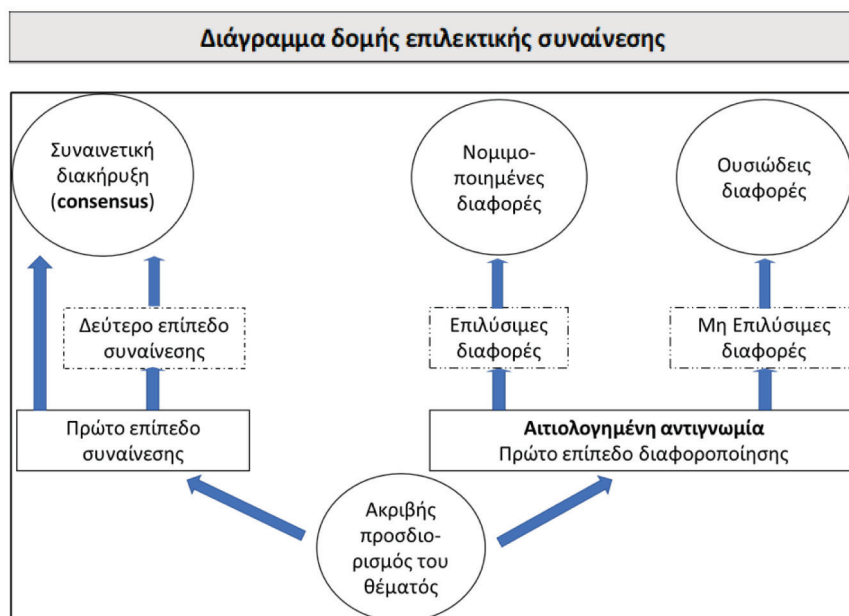 Διάγραμμα δομής επιλεκτικής συναίνεσης
Συναινετική
διακήρυξη
(consensus)
Νομιμο-
ποιημένες
διαφορές
Ουσιώδεις
διαφορές
Δεύτερο επίπεδο
συναίνεσης
Επιλύσιμες
διαφορές
Μη Επιλύσιμες
διαφορές
Πρώτο επίπεδο
συναίνεσης
Αιτιολογημένη αντιγνωμία
Πρώτο επίπεδο διαφοροποίησης
Ακριβής
προσδιο-
ρισμός του
θέματός